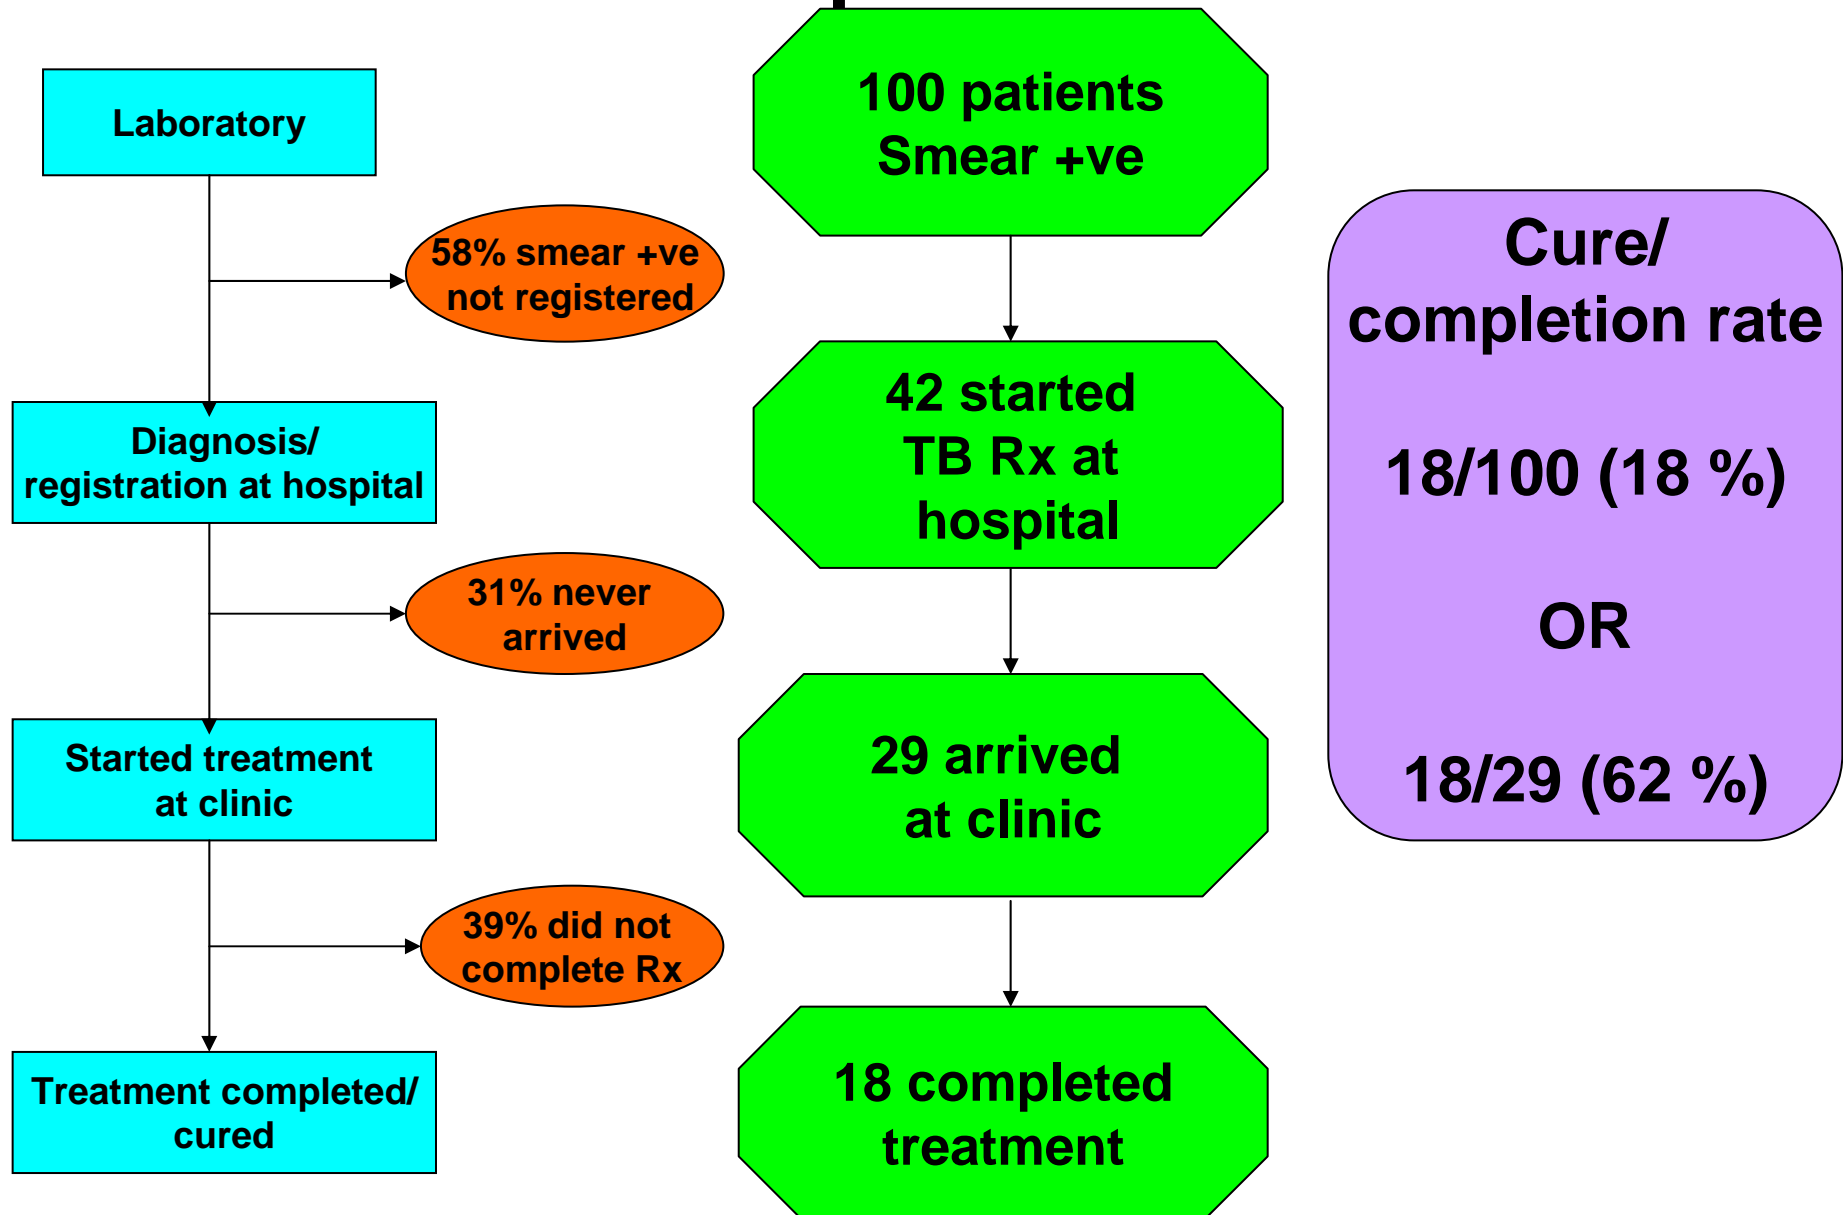 Laboratory
58% smear +ve
not registered
Diagnosis/
registration at hospital
31% never
arrived
Started treatment
at clinic
39% did not
complete Rx
Treatment completed/
cured
100 patients
Smear +ve
42 started
TB Rx at
hospital
29 arrived
at clinic
18 completed
treatment
Cure/
completion rate
18/100 (18 %)
OR
18/29 (62 %)